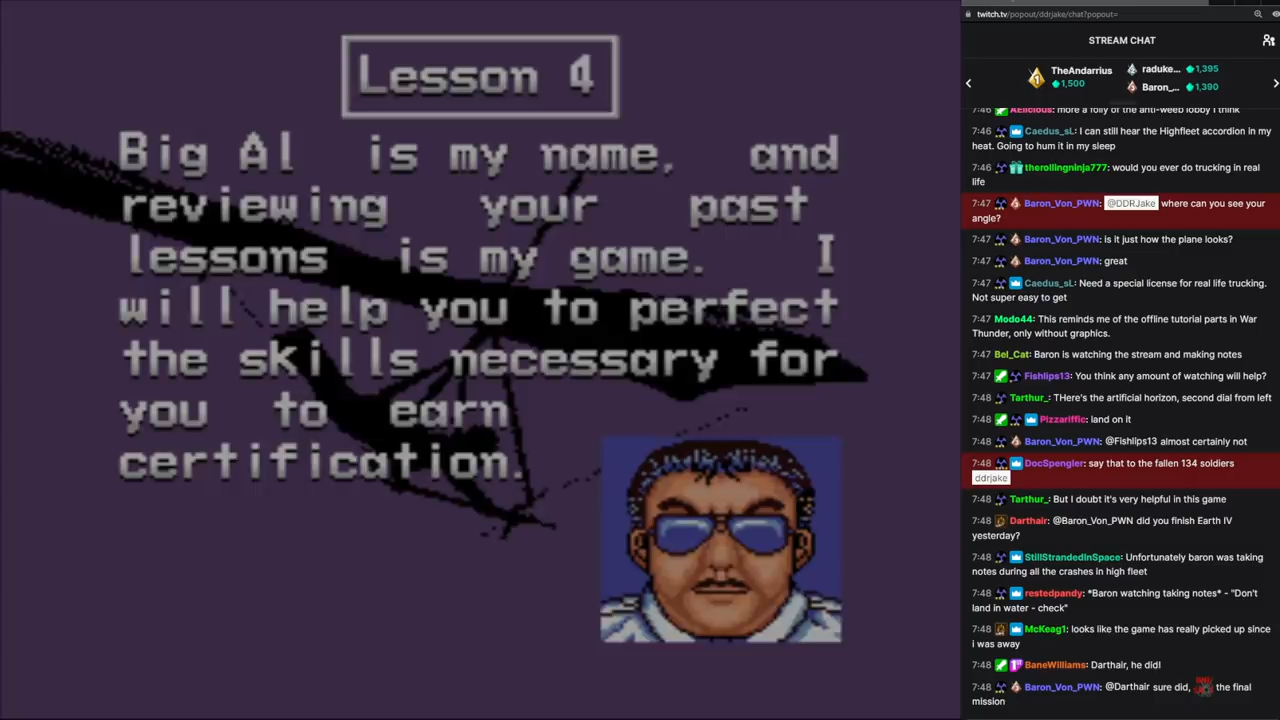 Lesson 4
Big Al is my name, and
reviewing your past
lessons is my game. I
will help you to perfect
the skills necessary for
you to earn
certification.
twitch.tv/popout/ddrjake/chat?popout=
STREAM CHAT
TheAndarrius
1,500
raduke... 1,395
Baron_... 1,390
7:46 AElicious: more a folly of the anti-weeb lobby I think
7:46 Caedus_sL: I can still hear the Highfleet accordion in my
heat. Going to hum it in my sleep
7:46 therollingninja777: would you ever do trucking in real
life
7:47 Baron_Von_PWN: @DDRJake where can you see your
angle?
7:47 Baron_Von_PWN: is it just how the plane looks?
7:47 Baron_Von_PWN: great
7:47 Caedus_sL: Need a special license for real life trucking.
Not super easy to get
7:47 Modo44: This reminds me of the offline tutorial parts in War
Thunder, only without graphics.
7:47 Bel_Cat: Baron is watching the stream and making notes
7:47 Fishlips13: You think any amount of watching will help?
7:48 Tarthur_: THere's the artificial horizon, second dial from left
7:48 Pizzariffic: land on it
7:48 Baron_Von_PWN: @Fishlips13 almost certainly not
7:48 DocSpengler: say that to the fallen 134 soldiers
ddrjake
7:48 Tarthur_: But I doubt it's very helpful in this game
7:48 Darthair: @Baron_Von_PWN did you finish Earth IV
yesterday?
7:48 StillStrandedInSpace: Unfortunately baron was taking
notes during all the crashes in high fleet
7:48 restedpandy: *Baron watching taking notes* - "Don't
land in water - check"
7:48 McKeag1: looks like the game has really picked up since
i was away
7:48 BaneWilliams: Darthair, he did!
7:48 Baron_Von_PWN: @Darthair sure did, the final
mission